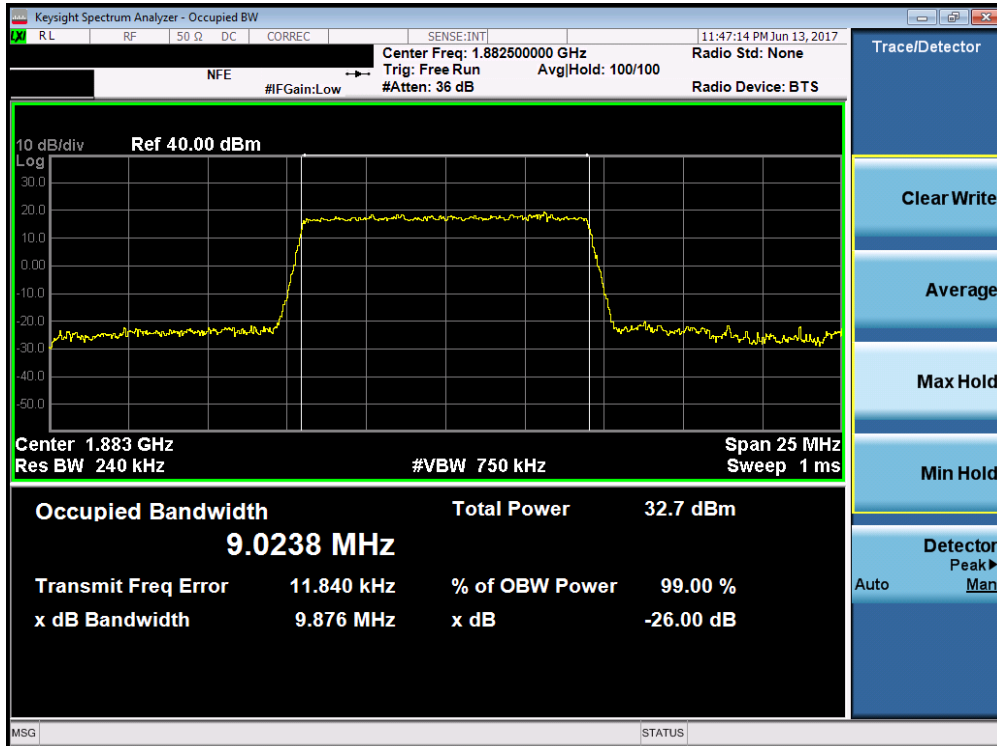 Keysight Spectrum Analyzer - Occupied BW
LXI RL RF 50 Ω DC CORREC SENSE:INT 11:47:14 PM Jun 13, 2017
Center Freq: 1.882500000 GHz Radio Std: None
NFE Trig: Free Run Avg|Hold: 100/100
#IFGain:Low #Atten: 36 dB Radio Device: BTS
10 dB/div Ref 40.00 dBm
Log
30.0
20.0
10.0
0.00
-10.0
-20.0
-30.0
-40.0
-50.0
Center 1.883 GHz Span 25 MHz
Res BW 240 kHz #VBW 750 kHz Sweep 1 ms
Occupied Bandwidth Total Power 32.7 dBm
9.0238 MHz
Transmit Freq Error 11.840 kHz % of OBW Power 99.00 %
x dB Bandwidth 9.876 MHz x dB -26.00 dB
Trace/Detector
Clear Write
Average
Max Hold
Min Hold
Detector
Peak▶
Auto Man
MSG STATUS